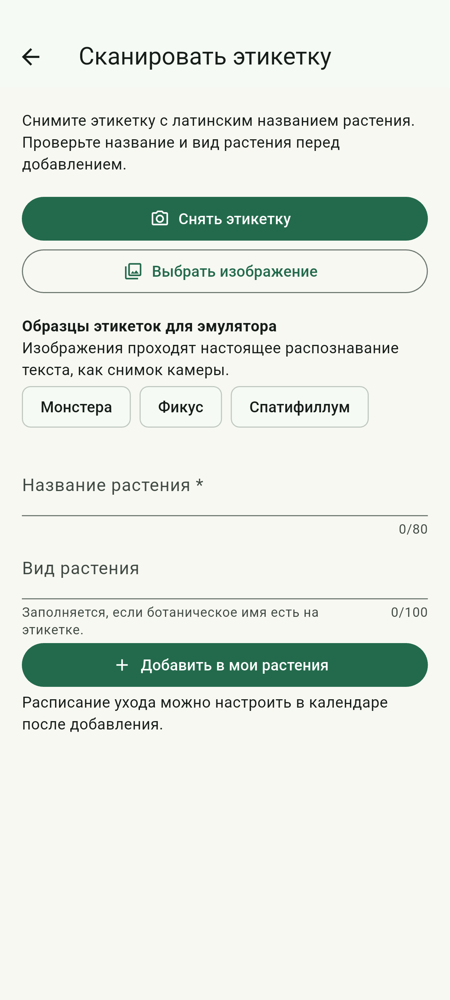 Сканировать этикетку
Снимите этикетку с латинским названием растения.
Проверьте название и вид растения перед
добавлением.
Снять этикетку
Выбрать изображение
Образцы этикеток для эмулятора
Изображения проходят настоящее распознавание
текста, как снимок камеры.
Монстера Фикус Спатифиллум
Название растения *
0/80
Вид растения
Заполняется, если ботаническое имя есть на 0/100
этикетке.
Добавить в мои растения
Расписание ухода можно настроить в календаре
после добавления.